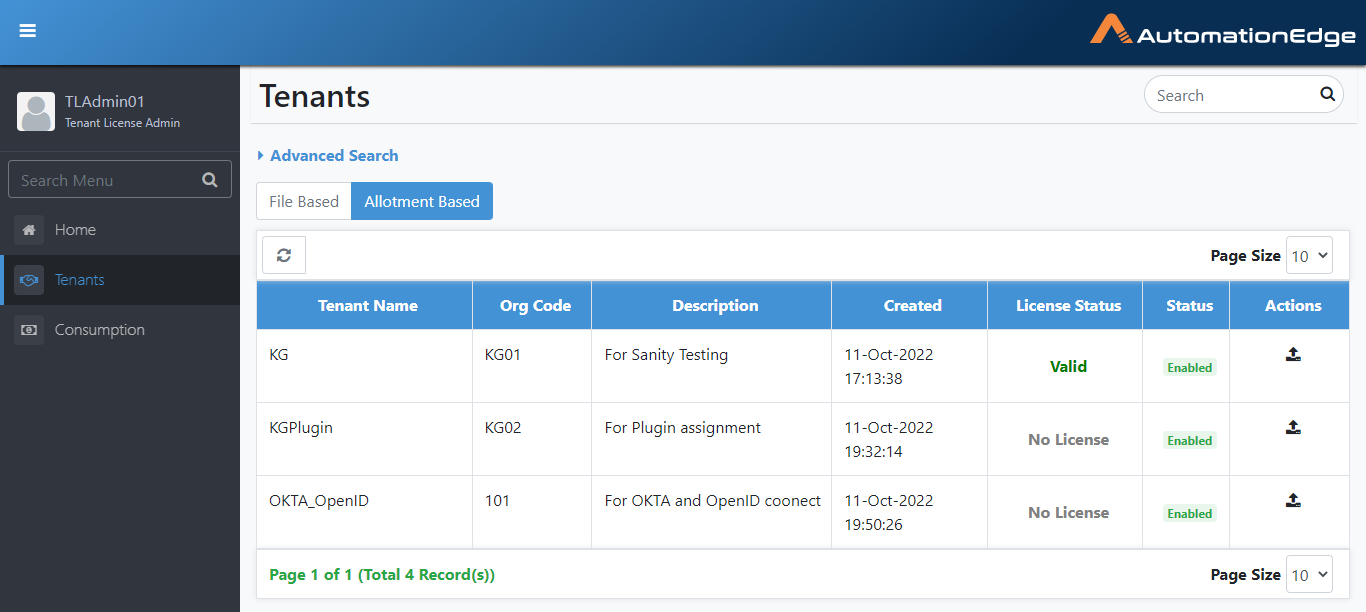 AutomationEdge
TLAdmin01
Tenant License Admin
Search Menu
Home
Tenants
Consumption
Tenants
Search
Advanced Search
File Based
Allotment Based
Page Size 10
Tenant Name Org Code Description Created License Status Status Actions
KG KG01 For Sanity Testing 11-Oct-2022
17:13:38
Valid Enabled
KGPlugin KG02 For Plugin assignment 11-Oct-2022
19:32:14
No License Enabled
OKTA_OpenID 101 For OKTA and OpenID coonect 11-Oct-2022
19:50:26
No License Enabled
Page 1 of 1 (Total 4 Record(s))
Page Size 10